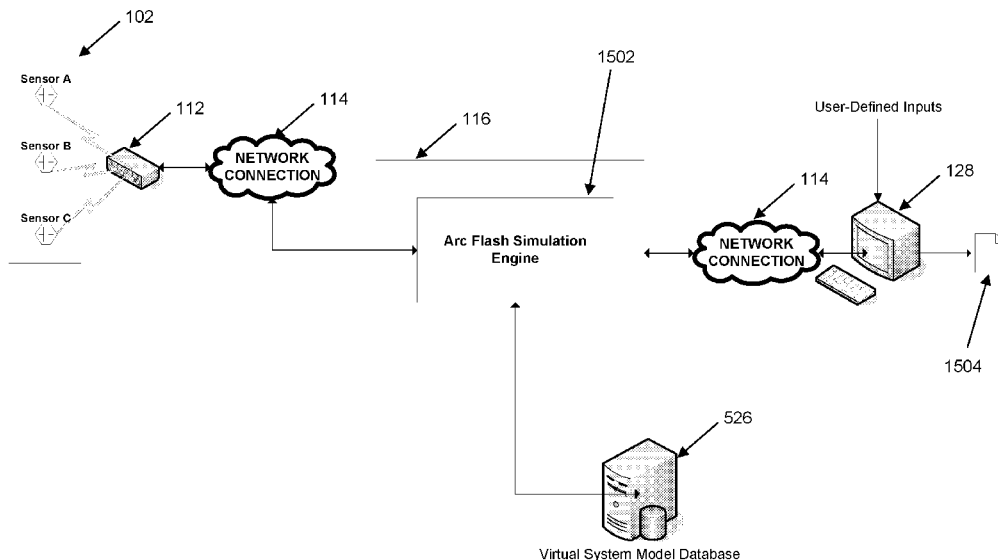 102
1502
Sensor A
112
114
116
User-Defined Inputs
Sensor B
NETWORK
CONNECTION
114
128
Sensor C
Arc Flash Simulation
Engine
NETWORK
CONNECTION
1504
526
Virtual System Model Database